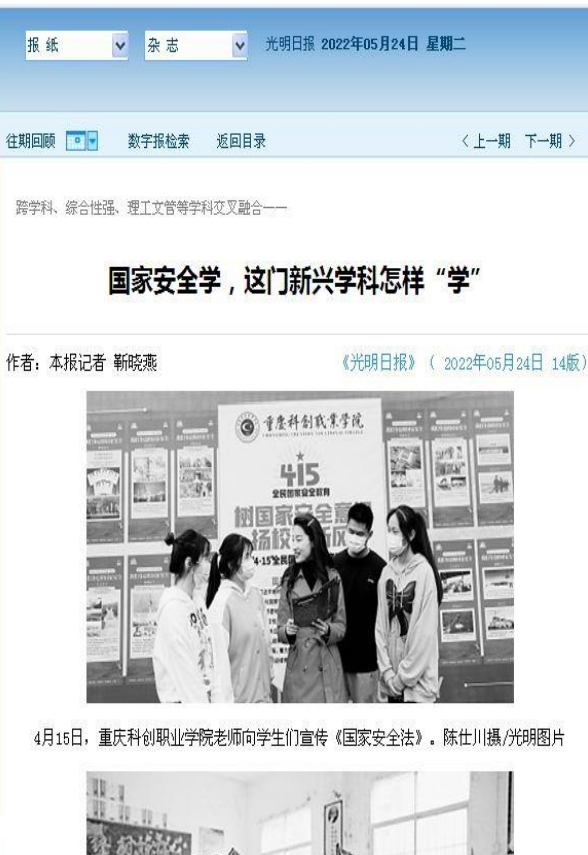 报 纸 杂 志 光明日报 2022年05月24日 星期二
往期回顾 数字报检索 返回目录 〈 上一期 下一期 〉
跨学科、综合性强、理工文管等学科交叉融合——
国家安全学，这门新兴学科怎样“学”
作者：本报记者 靳晓燕 《光明日报》（ 2022年05月24日 14版）
重庆科创职业学院
415
全民国家安全教育
树国家安全意
扬校 新风
4月15日，重庆科创职业学院老师向学生们宣传《国家安全法》。陈仕川摄/光明图片